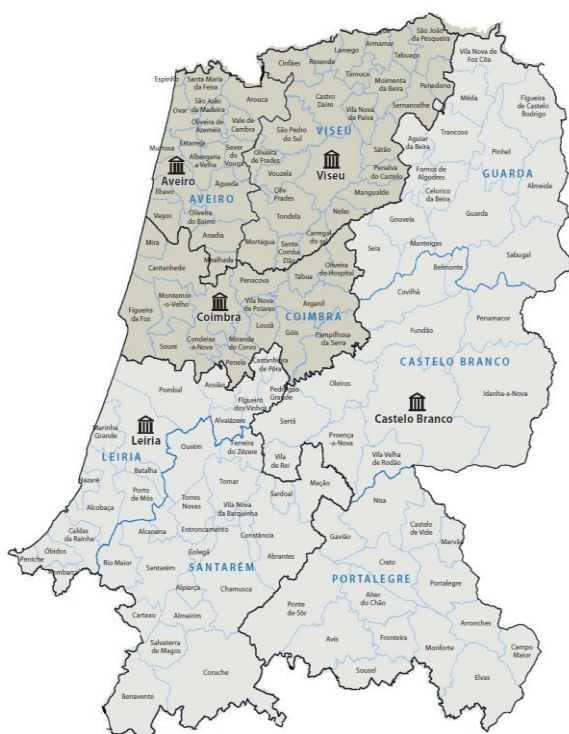 São João
da Pesqueira
Armamar
Lamego
Tabuaço
Cinfães
Resende
Vila Nova de
Foz Côa
Espinho
Santa Maria
da Feira
Tarouca
Moimenta
da Beira
Penedono
Arouca
Castro
Daire
Mêda
Figueira
de Castelo
Rodrigo
Ovar
São João
da Madeira
Vila Nova
de Paiva
Sernancelhe
Oliveira de
Azeméis
Vale de
Cambra
VISEU
Aguiar
da Beira
Trancoso
Murtosa
Estarreja
Sever
do
Vouga
São Pedro
do Sul
Sátão
Pinhel
Albergaria
a Velha
Oliveira
de Frades
Vouzela
Viseu
Penalva
do Castelo
Fornos de
Algodres
GUARDA
Aveiro
Ílhavo
Águeda
AVEIRO
Oliv
Frades
Mangualde
Celorico
da Beira
Almeida
Vagos
Oliveira
do Bairro
Tondela
Nelas
Gouveia
Guarda
Anadia
Mira
Mealhada
Mortágua
Santa
Comba
Dão
Carregal
do sal
Seia
Manteigas
Sabugal
Cantanhede
Penacova
Tábua
Oliveira
do Hospital
Belmonte
Covilhã
Montemor
-o-Velho
Figueira
da Foz
Coimbra
Vila Nova
de Poiares
Arganil
COIMBRA
Lousã
Góis
Pampilhosa
da Serra
Penamacor
Fundão
Soure
Condeixa
-a-Nova
Miranda
do Corvo
Penela
Castanheira
de Pêra
CASTELO BRANCO
Pombal
Ansião
Pedrógão
Grande
Oleiros
Idanha-a-Nova
Figueiró
dos Vinhos
Marinha
Grande
Leiria
Alvaiázere
Sertã
Castelo Branco
LEIRIA
Ourém
Ferreira
do Zêzere
Proença
-a-Nova
Batalha
Vila
de Rei
Vila Velha
de Rodão
Nazaré
Porto
de Mós
Tomar
Sardoal
Mação
Nisa
Alcobaça
Torres
Novas
Vila Nova
da Barquinha
Castelo
de Vide
Caldas
da Rainha
Alcanena
Entroncamento
Constância
Gavião
Marvão
Óbidos
Peniche
Bombarral
Golegã
Abrantes
Crato
Rio Maior
Santarém
SANTARÉM
PORTALEGRE
Portalegre
Alpiarça
Chamusca
Alter
do Chão
Ponte
de Sôr
Cartaxo
Almeirim
Arronches
Salvaterra
de Magos
Avis
Fronteira
Monforte
Campo
Maior
Coruche
Sousel
Elvas
Benavente